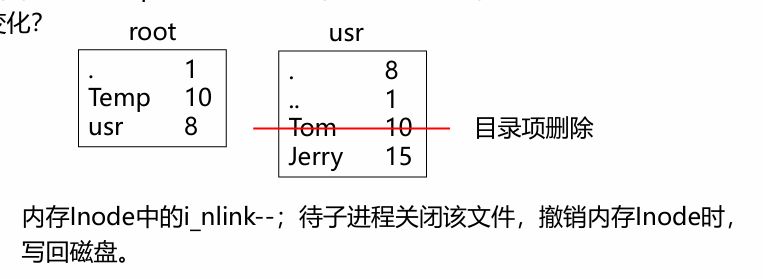 变化？
root
usr
. 1
Temp 10
usr 8
. 8
.. 1
Tom 10
Jerry 15
目录项删除
内存Inode中的i_nlink--；待子进程关闭该文件，撤销内存Inode时，
写回磁盘。